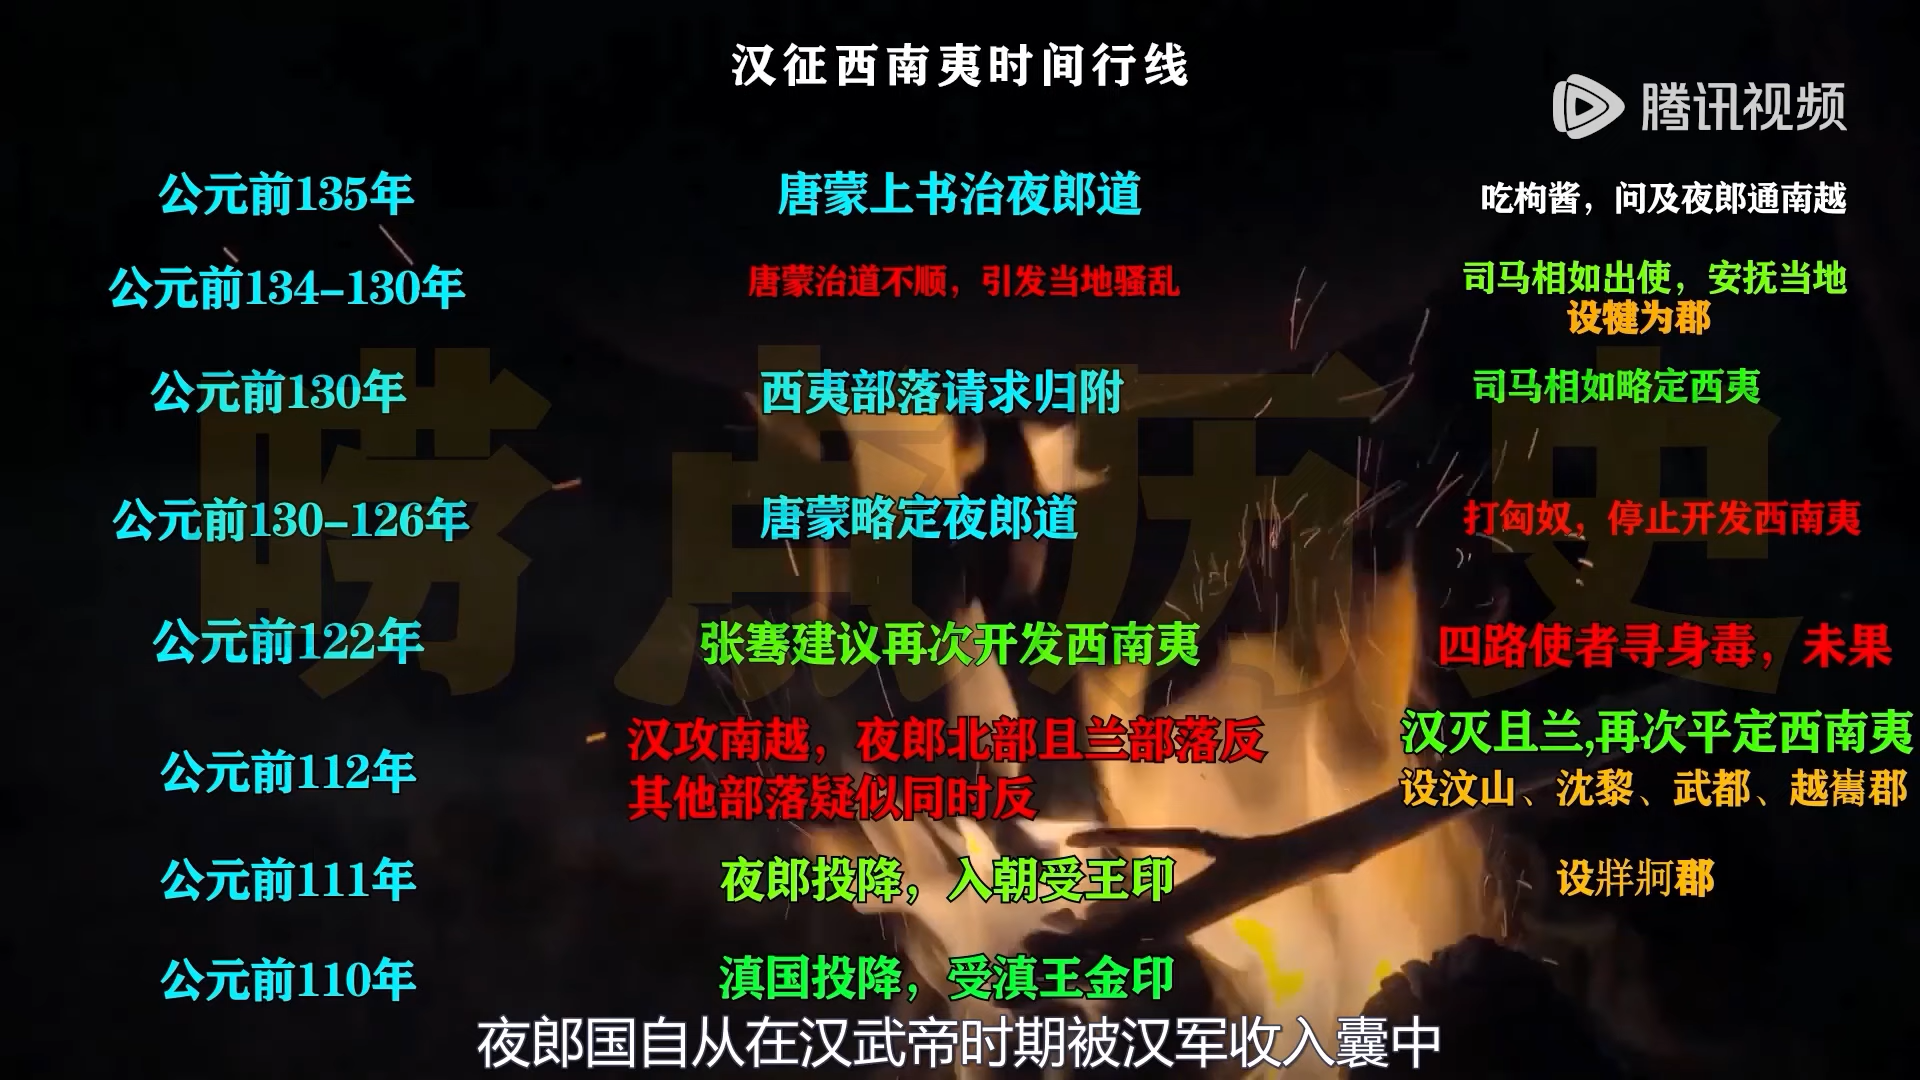 汉征西南夷时间行线
腾讯视频
公元前135年 唐蒙上书治夜郎道 吃枸酱，问及夜郎通南越
公元前134-130年 唐蒙治道不顺，引发当地骚乱 司马相如出使，安抚当地
设犍为郡
公元前130年 西夷部落请求归附 司马相如略定西夷
公元前130-126年 唐蒙略定夜郎道 打匈奴，停止开发西南夷
公元前122年 张骞建议再次开发西南夷 四路使者寻身毒，未果
公元前112年 汉攻南越，夜郎北部且兰部落反 汉灭且兰,再次平定西南夷
其他部落疑似同时反 设汶山、沈黎、武都、越嶲郡
公元前111年 夜郎投降，入朝受王印 设牂牁郡
公元前110年 滇国投降，受滇王金印
唠点历史
夜郎国自从在汉武帝时期被汉军收入囊中